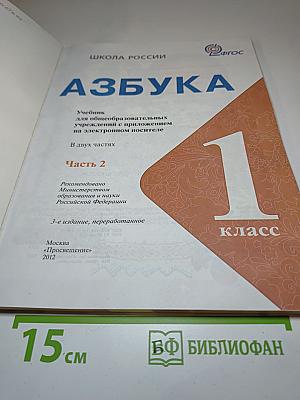 ШКОЛА РОССИИ
ФГОС
АЗБУКА
Учебник
для общеобразовательных
учреждений с приложением
на электронном носителе
В двух частях
Часть 2
Рекомендовано
Министерством
образования и науки
Российской Федерации
3-е издание, переработанное
Москва
«Просвещение»
2012
1
класс
15 см
БФ БИБЛИОФАН